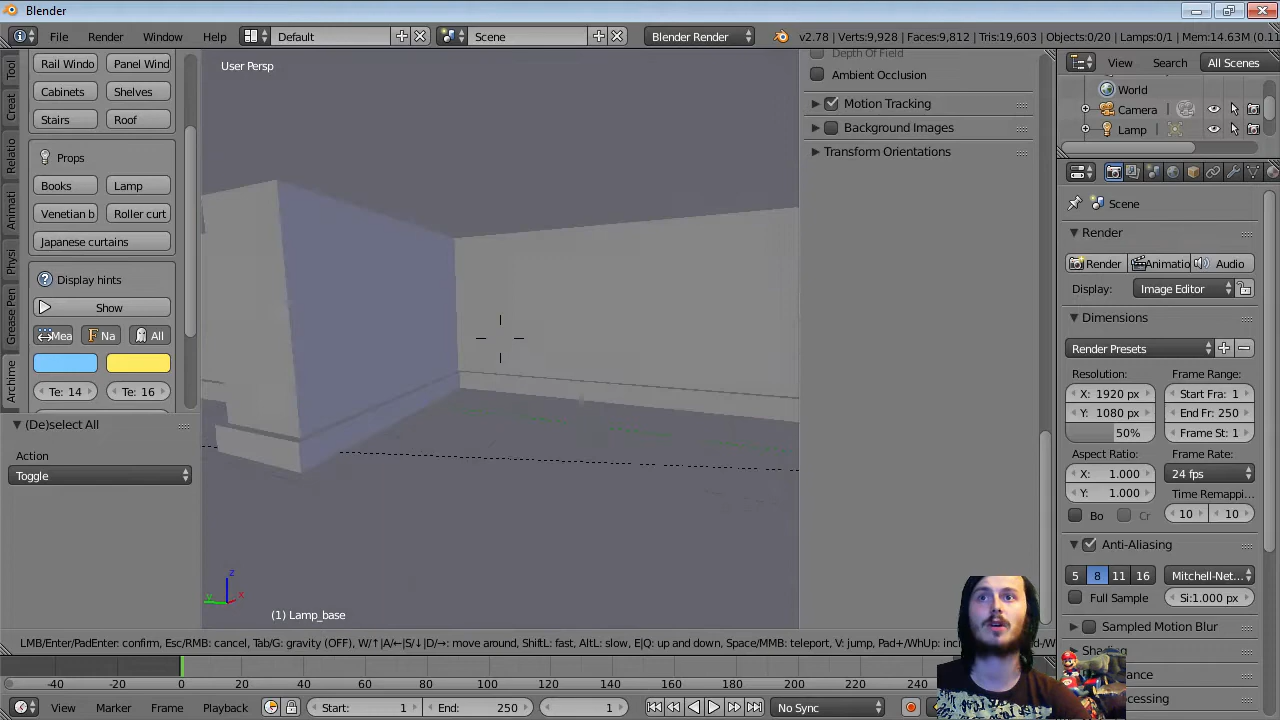 Blender
File Render Window Help Default Scene Blender Render v2.78 | Verts:9,928 | Faces:9,812 | Tris:19,603 | Objects:0/20 | Lamps:0/1 | Mem:14.63M
User Persp
Rail Windo Panel Wind
Cabinets Shelves
Stairs Roof
Props
Books Lamp
Venetian b Roller curt
Japanese curtains
Display hints
Show
Mea Na All
Te: 14 Te: 16
Tool
Creat
Relatio
Animati
Physi
Grease Pen
Archime
(De)select All
Action
Toggle
Depth Of Field
Ambient Occlusion
Motion Tracking
Background Images
Transform Orientations
z
y x
(1) Lamp_base
LMB/Enter/PadEnter: confirm, Esc/RMB: cancel, Tab/G: gravity (OFF), W/↑|A/←|S/↓|D/→: move around, ShiftL: fast, AltL: slow, E|Q: up and down, Space/MMB: teleport, V: jump, Pad+/WhUp:
View Search All Scenes
World
Camera
Lamp
Scene
Render
Render Animatio Audio
Display: Image Editor
Dimensions
Render Presets
Resolution: Frame Range:
X: 1920 px Start Fra: 1
Y: 1080 px End Fr: 250
50% Frame St: 1
Aspect Ratio: Frame Rate:
X: 1.000 24 fps
Y: 1.000 Time Remappi...
Bo Cr 10 10
Anti-Aliasing
5 8 11 16 Mitchell-Net...
Full Sample Si:1.000 px
Sampled Motion Blur
-40 -20 0 20 40 60 80 100 120 140 160 180 200 220 240
View Marker Frame Playback Start: 1 End: 250 1 No Sync